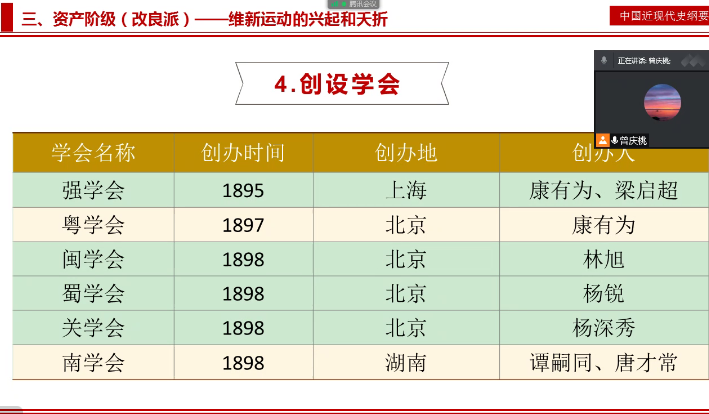 腾讯会议
三、资产阶级（改良派）——维新运动的兴起和夭折
中国近现代史纲要
正在讲话: 曾庆桃;
曾庆桃
4.创设学会
学会名称 创办时间 创办地 创办人
强学会 1895 上海 康有为、梁启超
粤学会 1897 北京 康有为
闽学会 1898 北京 林旭
蜀学会 1898 北京 杨锐
关学会 1898 北京 杨深秀
南学会 1898 湖南 谭嗣同、唐才常